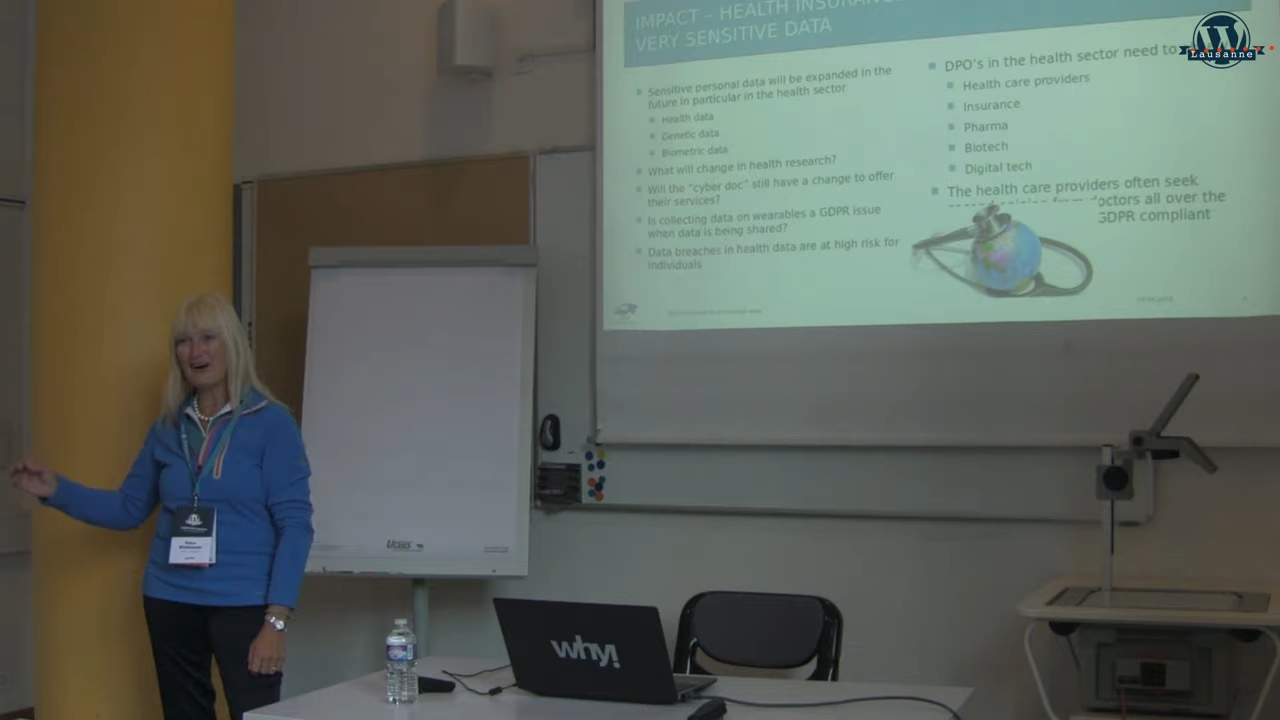 IMPACT – HEALTH INSURANC
VERY SENSITIVE DATA
Sensitive personal data will be expanded in the
future in particular in the health sector
Health data
Genetic data
Biometric data
What will change in health research?
Will the "cyber doc" still have a change to offer
their services?
Is collecting data on wearables a GDPR issue
when data is being shared?
Data breaches in health data are at high risk for
individuals
DPO's in the health sector need to
Health care providers
Insurance
Pharma
Biotech
Digital tech
The health care providers often seek
from doctors all over the
GDPR compliant
Lausanne
Ursus
why!